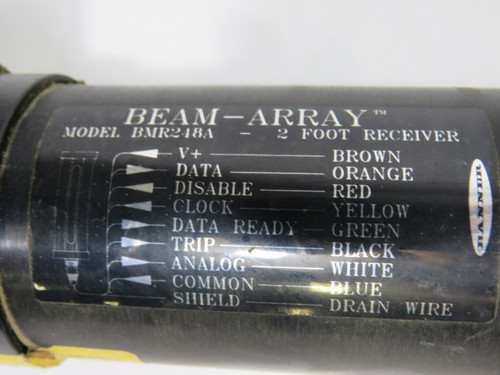 BEAM-ARRAY™
MODEL BMR248A - 2 FOOT RECEIVER
V+ BROWN
DATA ORANGE
DISABLE RED
CLOCK YELLOW
DATA READY GREEN
TRIP BLACK
ANALOG WHITE
COMMON BLUE
SHIELD DRAIN WIRE
BANNER